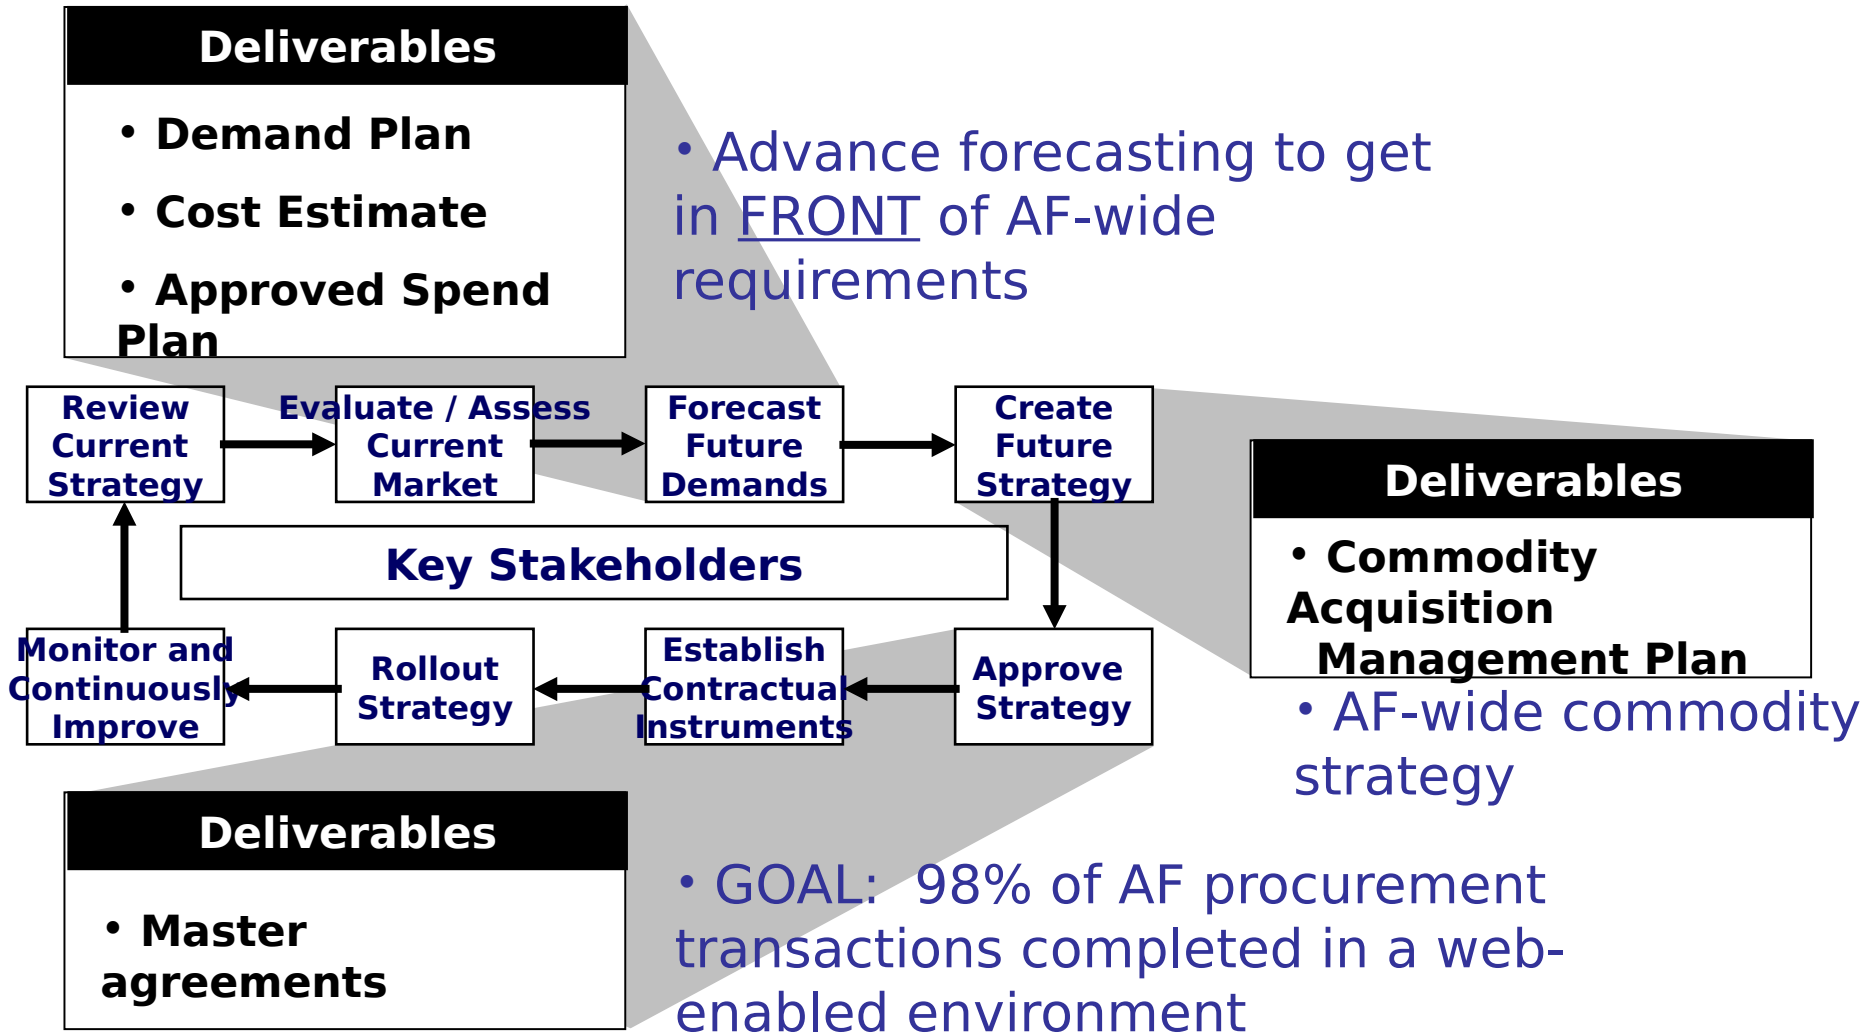 Deliverables
• Demand Plan
• Cost Estimate
• Approved Spend
Plan
• Advance forecasting to get
in FRONT of AF-wide
requirements
Review
Current
Strategy
Evaluate / Assess
Current
Market
Forecast
Future
Demands
Create
Future
Strategy
Deliverables
• Commodity
Acquisition
Management Plan
• AF-wide commodity
strategy
Key Stakeholders
Monitor and
Continuously
Improve
Rollout
Strategy
Establish
Contractual
Instruments
Approve
Strategy
Deliverables
• Master
agreements
• GOAL:  98% of AF procurement
transactions completed in a web-
enabled environment